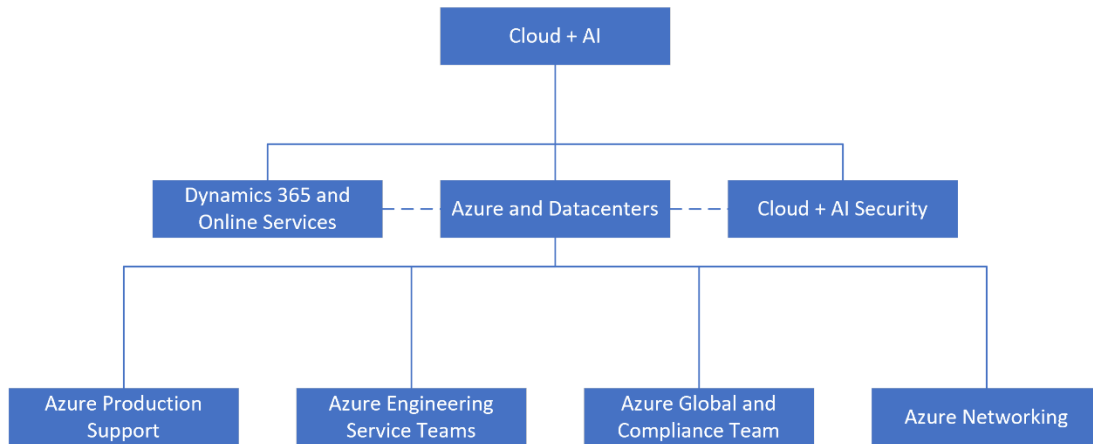 Cloud + AI
Dynamics 365 and
Online Services
Azure and Datacenters
Cloud + AI Security
Azure Production
Support
Azure Engineering
Service Teams
Azure Global and
Compliance Team
Azure Networking